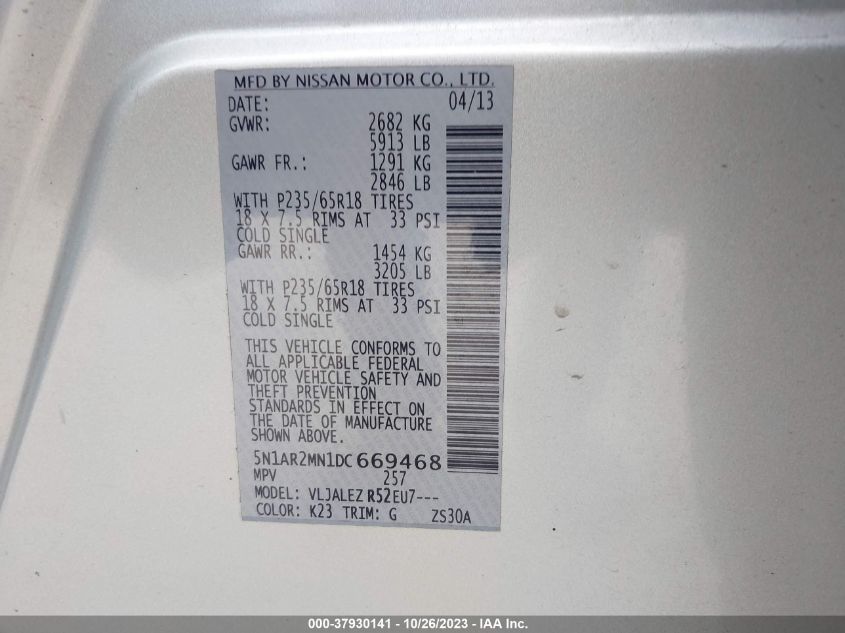 MFD BY NISSAN MOTOR CO., LTD.
DATE: 04/13
GVWR: 2682 KG
5913 LB
GAWR FR.: 1291 KG
2846 LB
WITH P235/65R18 TIRES
18 X 7.5 RIMS AT 33 PSI
COLD SINGLE
GAWR RR.: 1454 KG
3205 LB
WITH P235/65R18 TIRES
18 X 7.5 RIMS AT 33 PSI
COLD SINGLE
THIS VEHICLE CONFORMS TO
ALL APPLICABLE FEDERAL
MOTOR VEHICLE SAFETY AND
THEFT PREVENTION
STANDARDS IN EFFECT ON
THE DATE OF MANUFACTURE
SHOWN ABOVE.
5N1AR2MN1DC669468
MPV 257
MODEL: VLJALEZ R52EU7---
COLOR: K23 TRIM: G ZS30A
000-37930141 - 10/26/2023 - IAA Inc.